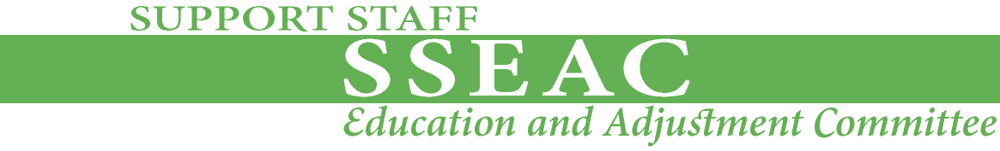 SUPPORT STAFF
SSEAC
Education and Adjustment Committee